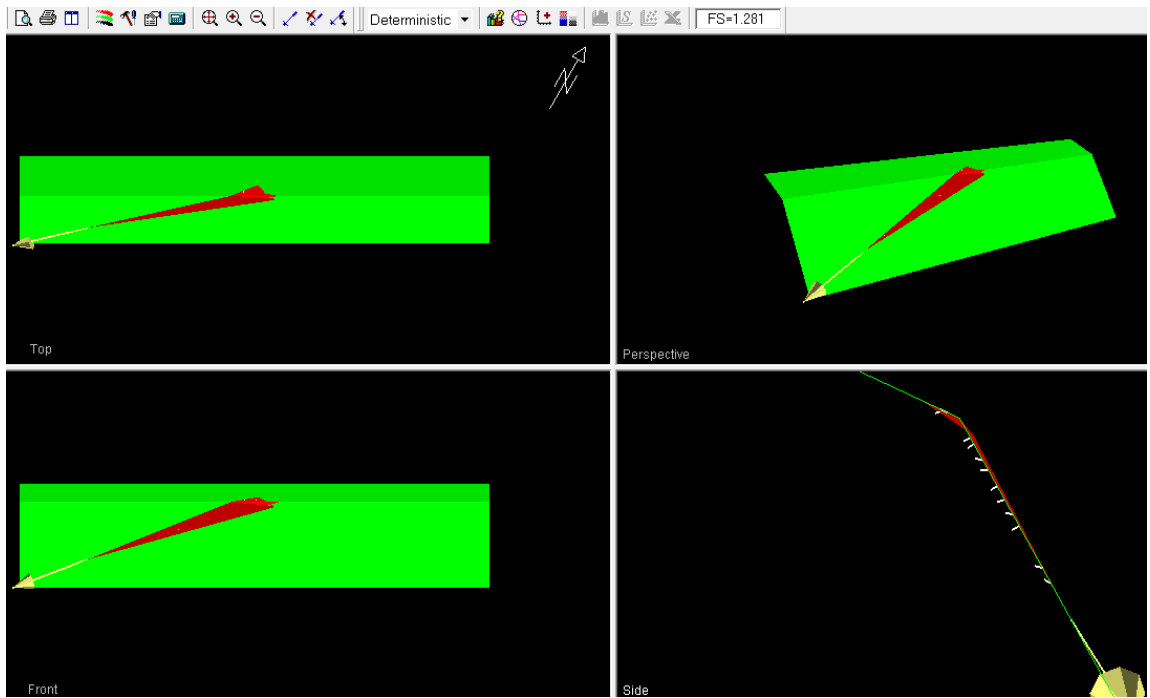 Deterministic FS=1.281
N
Top
Perspective
Front
Side